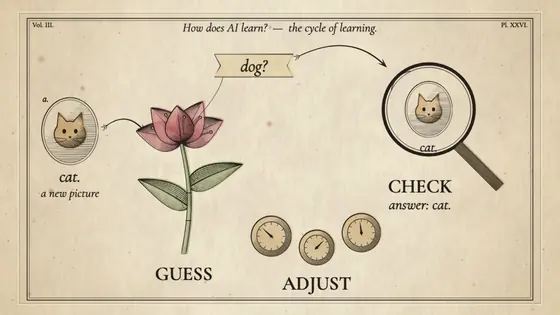 Vol. III.
How does AI learn? — the cycle of learning.
Pl. XXVI.
dog?
a.
cat.
a new picture
cat.
CHECK
answer: cat.
GUESS
ADJUST